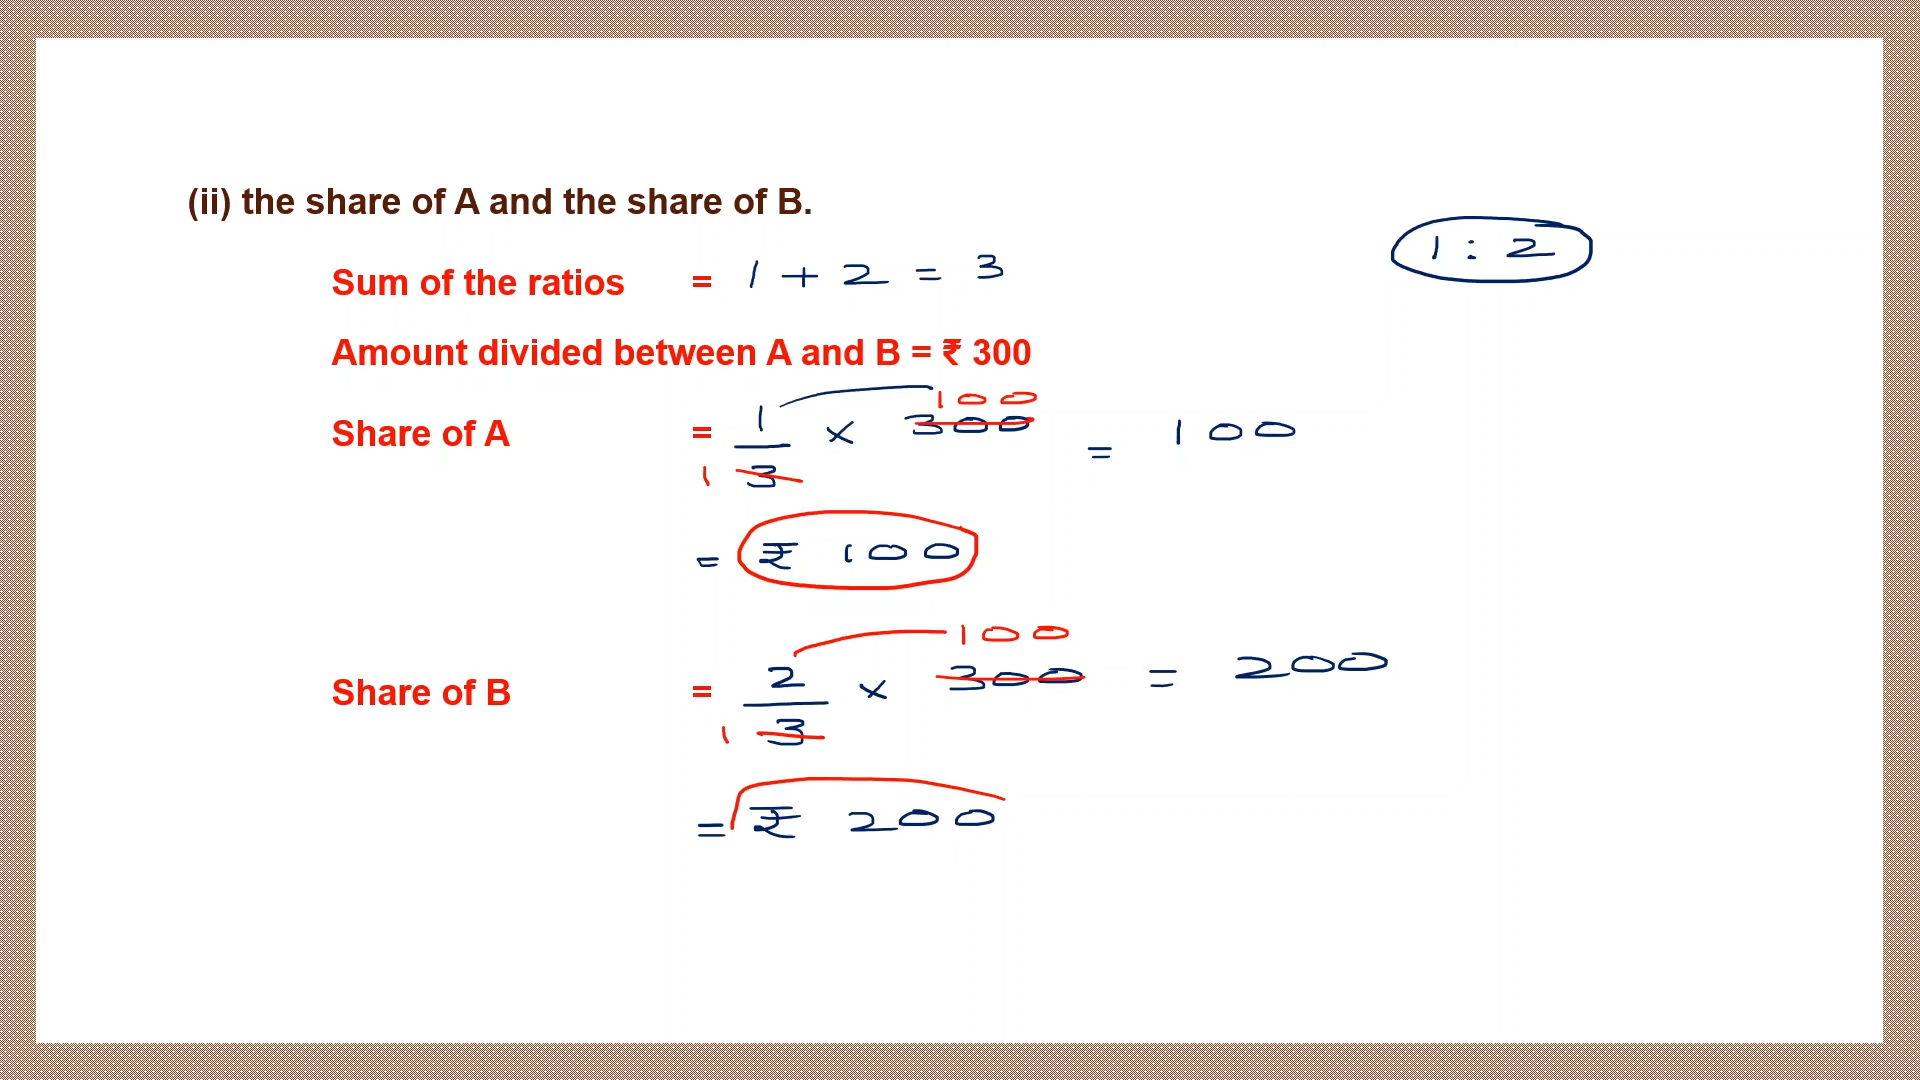 (ii) the share of A and the share of B.
1 : 2
Sum of the ratios = 1 + 2 = 3
Amount divided between A and B = ₹ 300
100
Share of A = 1/3 × 300 = 100
1
= ₹ 100
100
Share of B = 2/3 × 300 = 200
1
= ₹ 200